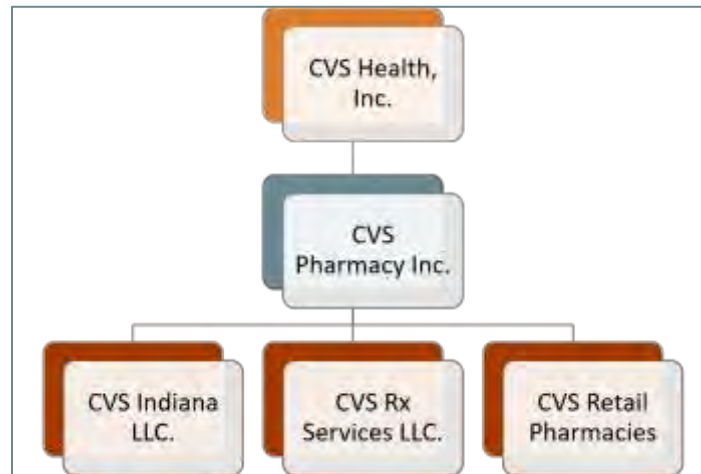 CVS Health,
Inc.
CVS
Pharmacy Inc.
CVS Indiana
LLC.
CVS Rx
Services LLC.
CVS Retail
Pharmacies